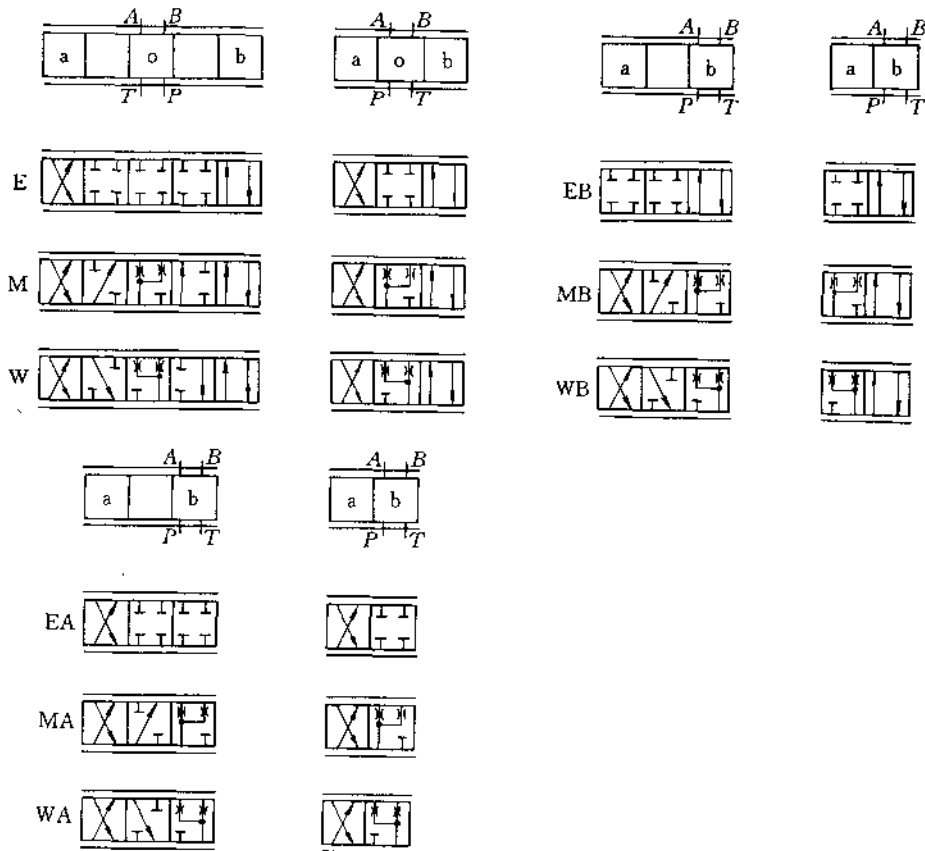 A B A B A B A B
a o b a o b a b a b
T P P T P T P T
E EB
M MB
W WB
A B A B
a b a b
P T P T
EA
MA
WA